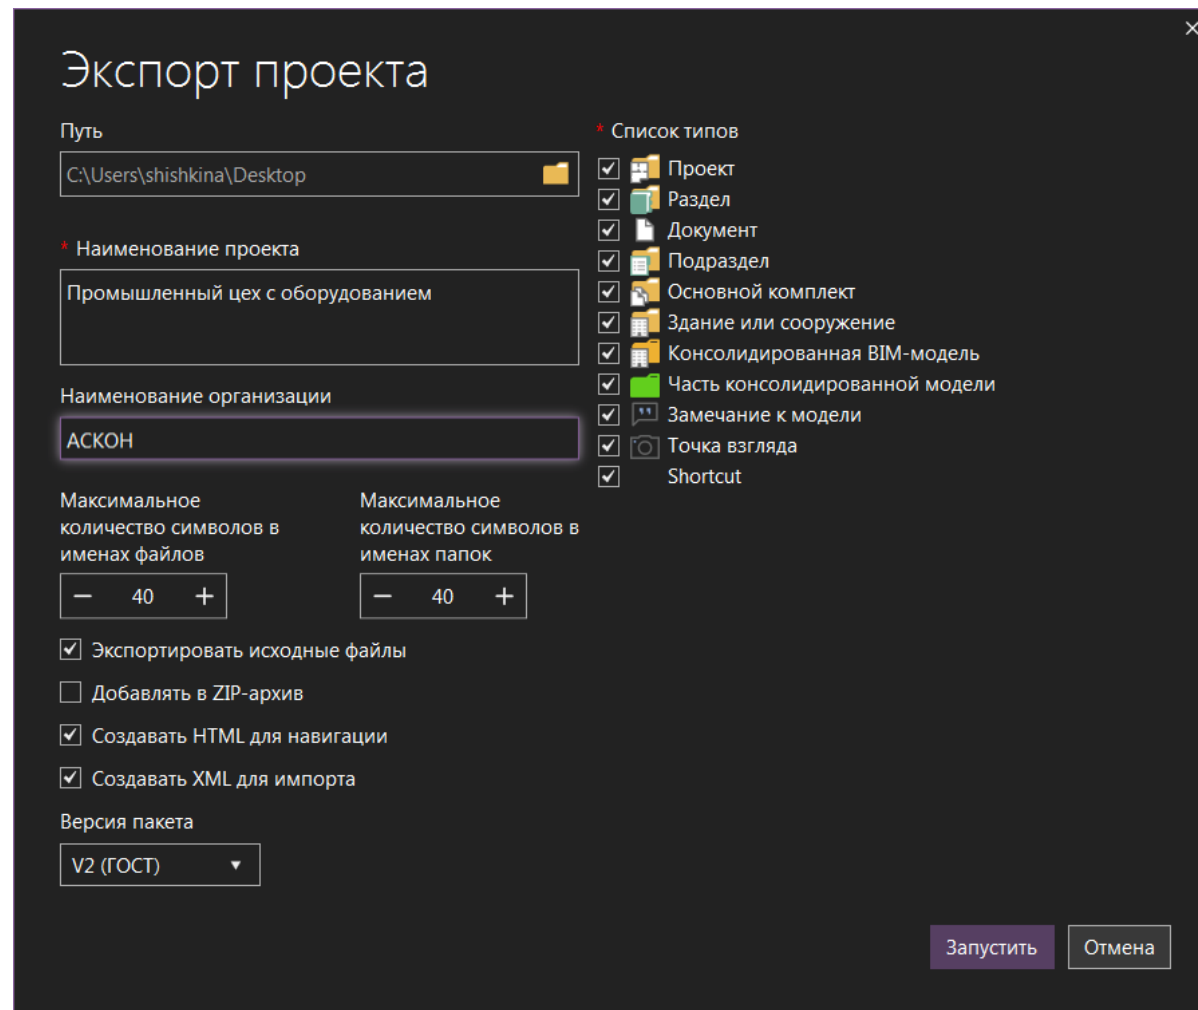 Экспорт проекта
Путь
C:\Users\shishkina\Desktop
* Наименование проекта
Промышленный цех с оборудованием
Наименование организации
АСКОН
Максимальное
количество символов в
именах файлов
40
Максимальное
количество символов в
именах папок
40
Экспортировать исходные файлы
Добавлять в ZIP-архив
Создавать HTML для навигации
Создавать XML для импорта
Версия пакета
V2 (ГОСТ)
* Список типов
Проект
Раздел
Документ
Подраздел
Основной комплект
Здание или сооружение
Консолидированная BIM-модель
Часть консолидированной модели
Замечание к модели
Точка взгляда
Shortcut
Запустить
Отмена